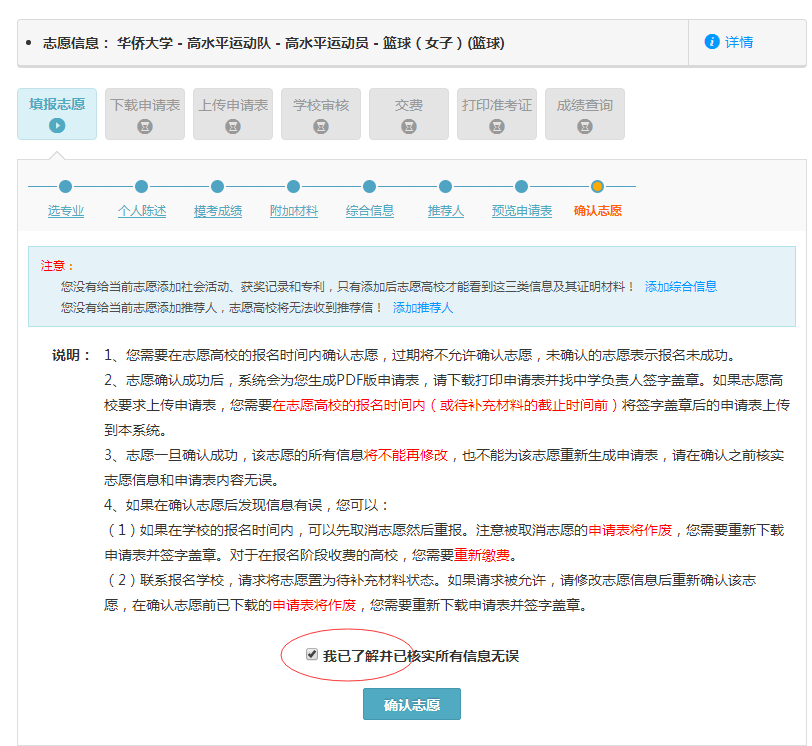 志愿信息： 华侨大学 - 高水平运动队 - 高水平运动员 - 篮球（女子）(篮球)
详情
填报志愿 下载申请表 上传申请表 学校审核 交费 打印准考证 成绩查询
选专业 个人陈述 模考成绩 附加材料 综合信息 推荐人 预览申请表 确认志愿
注意：
您没有给当前志愿添加社会活动、获奖记录和专利，只有添加后志愿高校才能看到这三类信息及其证明材料！ 添加综合信息
您没有给当前志愿添加推荐人，志愿高校将无法收到推荐信！ 添加推荐人
说明： 1、您需要在志愿高校的报名时间内确认志愿，过期将不允许确认志愿，未确认的志愿表示报名未成功。
2、志愿确认成功后，系统会为您生成PDF版申请表，请下载打印申请表并找中学负责人签字盖章。如果志愿高
校要求上传申请表，您需要在志愿高校的报名时间内（或待补充材料的截止时间前）将签字盖章后的申请表上传
到本系统。
3、志愿一旦确认成功，该志愿的所有信息将不能再修改，也不能为该志愿重新生成申请表，请在确认之前核实
志愿信息和申请表内容无误。
4、如果在确认志愿后发现信息有误，您可以：
（1）如果在学校的报名时间内，可以先取消志愿然后重报。注意被取消志愿的申请表将作废，您需要重新下载
申请表并签字盖章。对于在报名阶段收费的高校，您需要重新缴费。
（2）联系报名学校，请求将志愿置为待补充材料状态。如果请求被允许，请修改志愿信息后重新确认该志
愿，在确认志愿前已下载的申请表将作废，您需要重新下载申请表并签字盖章。
我已了解并已核实所有信息无误
确认志愿